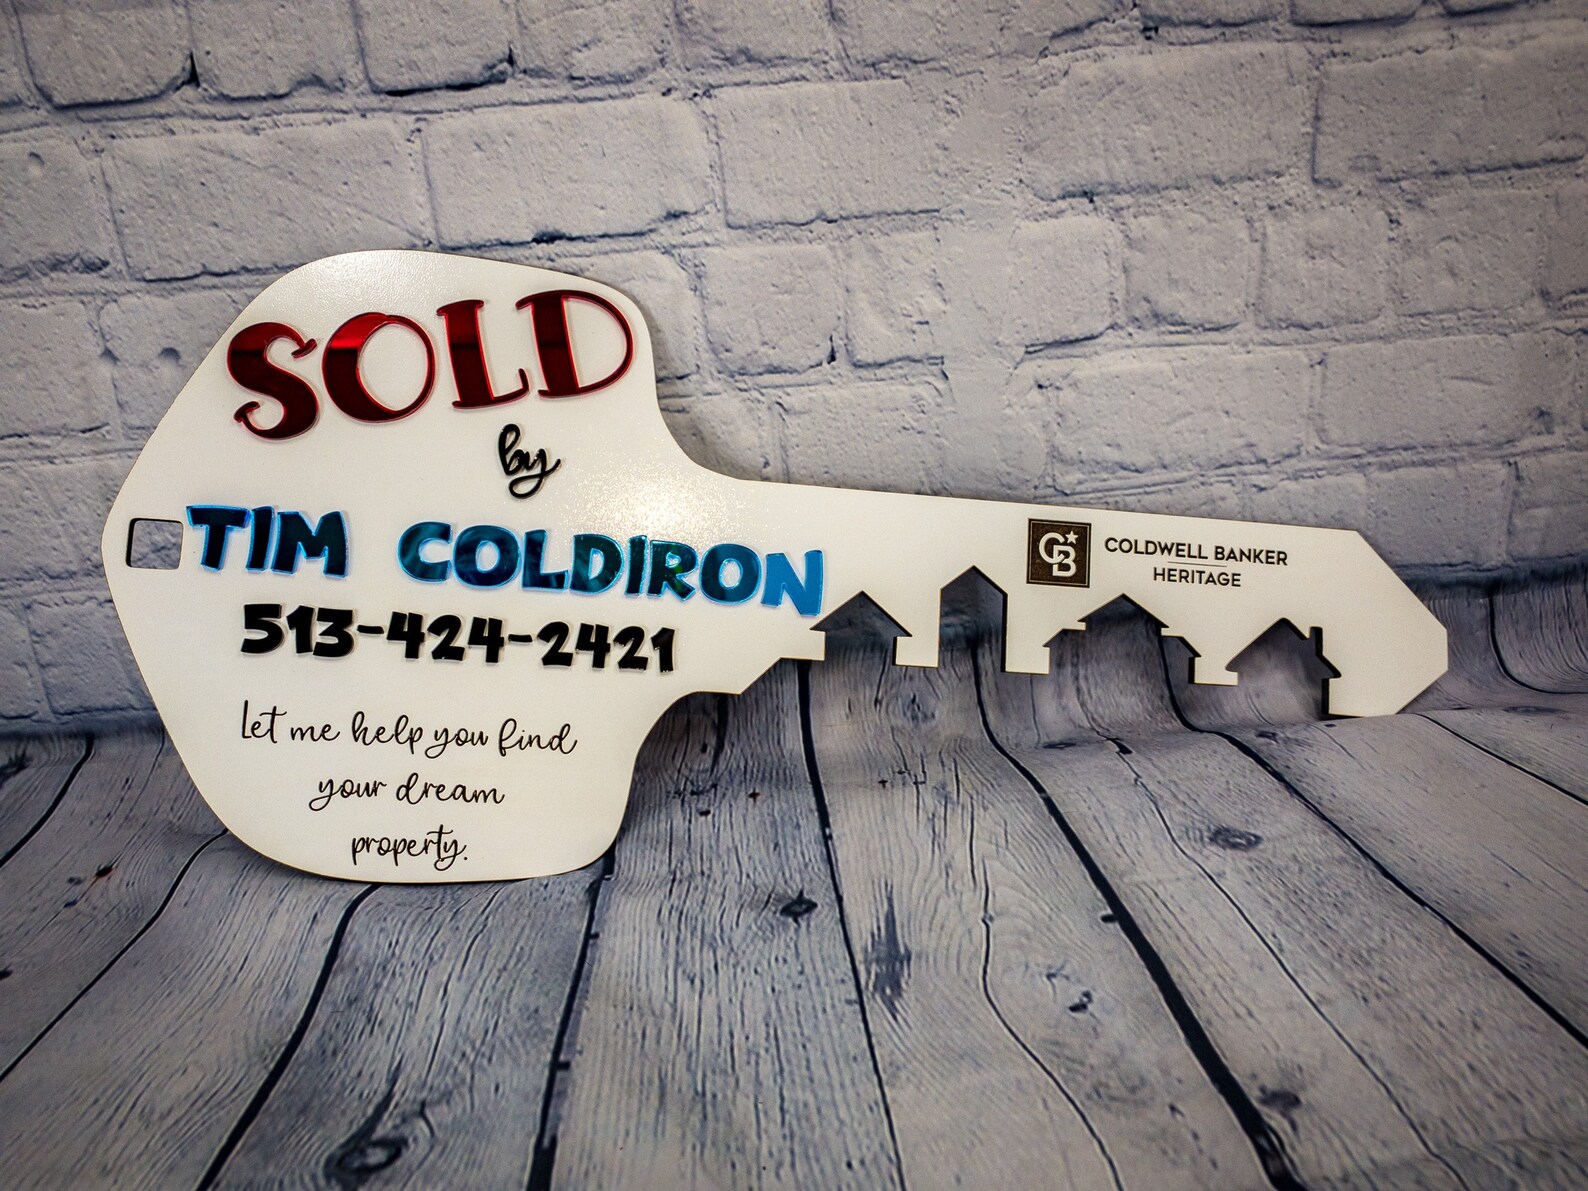 SOLD
by
TIM COLDIRON
513-424-2421
Let me help you find
your dream
property.
CB
COLDWELL BANKER
HERITAGE